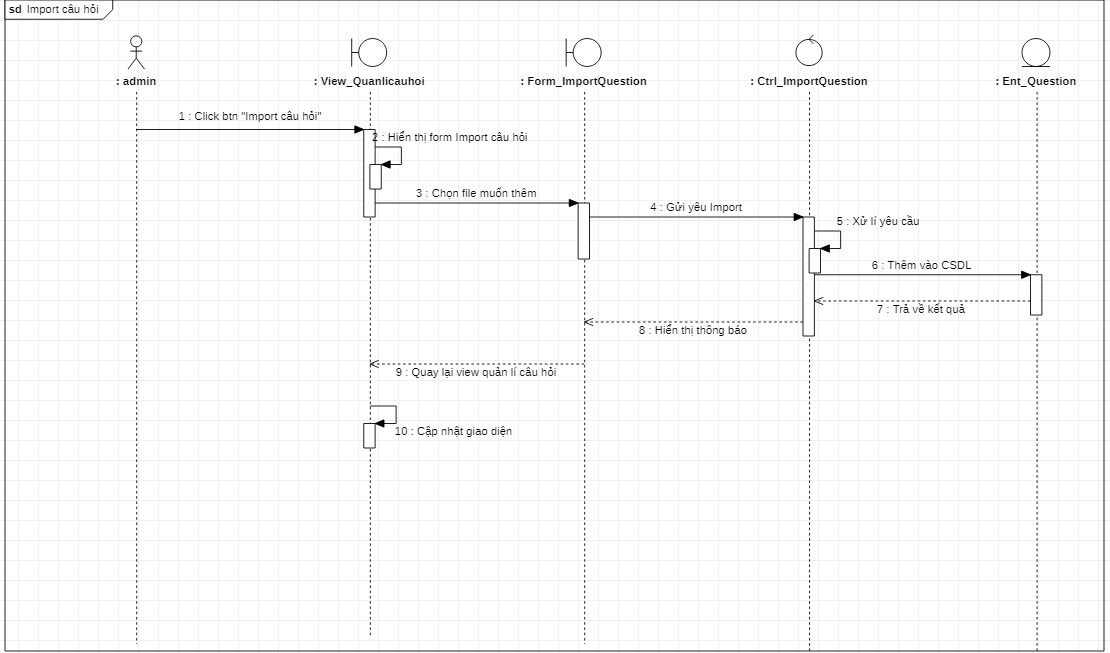 sd Import câu hỏi
: admin
: View_Quanlicauhoi
: Form_ImportQuestion
: Ctrl_ImportQuestion
: Ent_Question
1 : Click btn "Import câu hỏi"
2 : Hiển thị form Import câu hỏi
3 : Chọn file muốn thêm
4 : Gửi yêu Import
5 : Xử lí yêu cầu
6 : Thêm vào CSDL
7 : Trả về kết quả
8 : Hiển thị thông báo
9 : Quay lại view quản lí câu hỏi
10 : Cập nhật giao diện